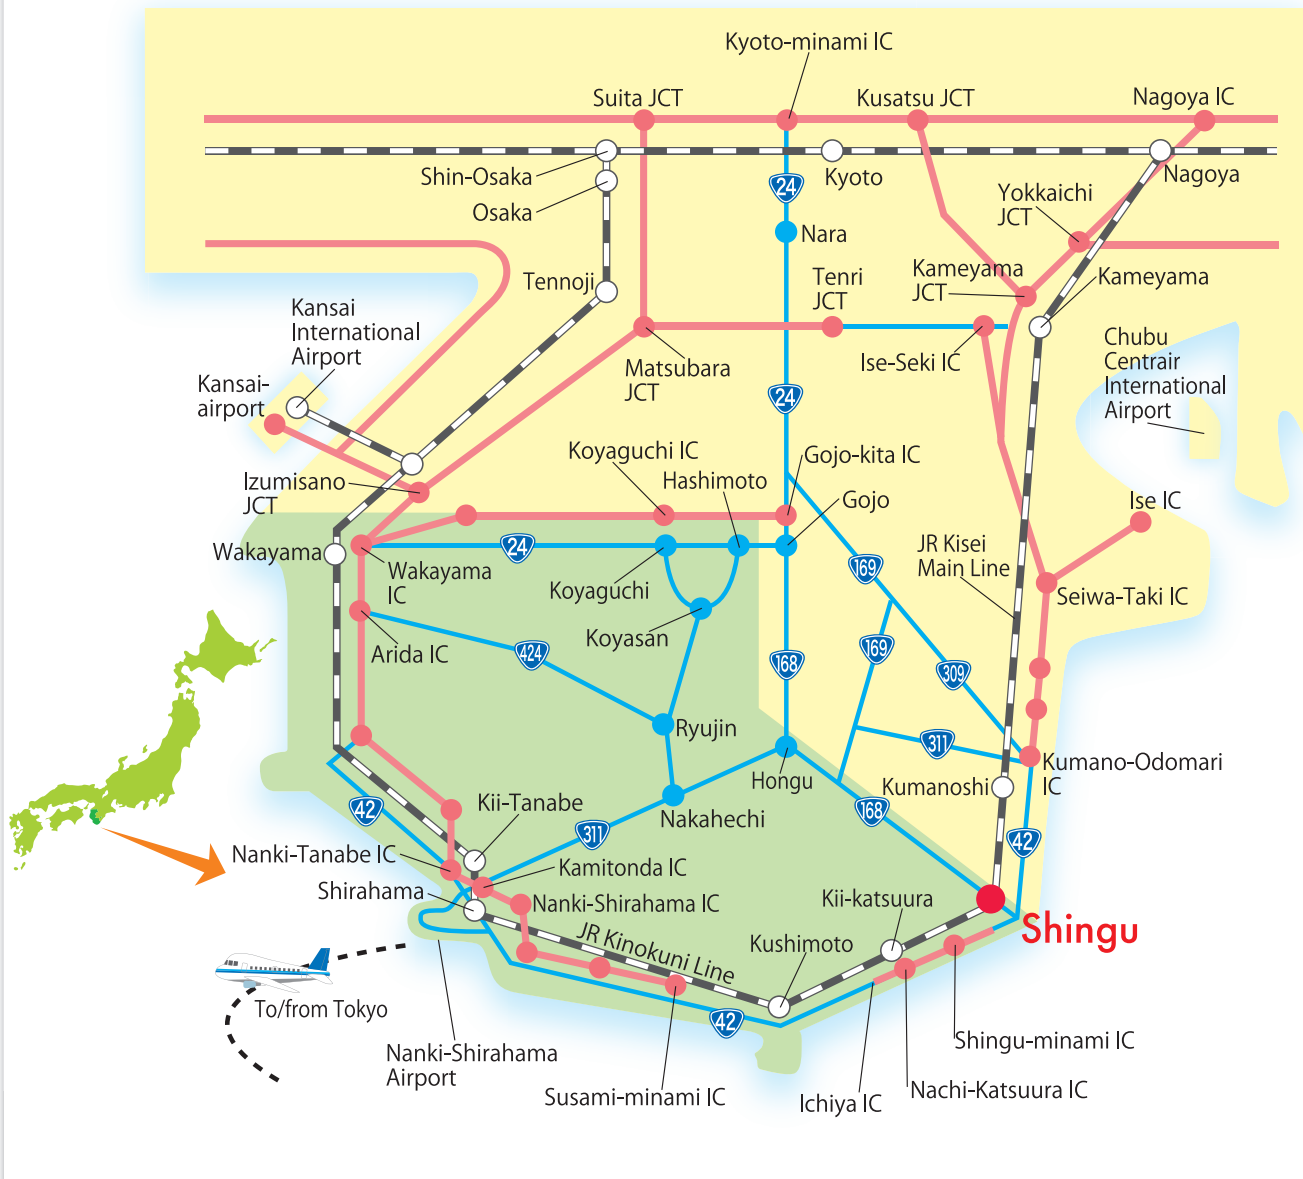 Kyoto-minami IC
Suita JCT
Kusatsu JCT
Nagoya IC
Shin-Osaka
Kyoto
Nagoya
Osaka
24
Yokkaichi
JCT
Nara
Tennoji
Tenri
JCT
Kameyama
JCT
Kameyama
Kansai
International
Airport
Matsubara
JCT
Ise-Seki IC
Chubu
Centrair
International
Airport
Kansai-
airport
24
Koyaguchi IC
Gojo-kita IC
Hashimoto
Izumisano
JCT
Gojo
Ise IC
Wakayama
24
Wakayama
IC
Koyaguchi
169
JR Kisei
Main Line
Seiwa-Taki IC
Koyasan
Arida IC
424
169
168
309
Ryujin
311
Hongu
Kumano-Odomari
IC
Kumanoshi
Kii-Tanabe
42
Nakahechi
168
311
42
Nanki-Tanabe IC
Kamitonda IC
Shirahama
Nanki-Shirahama IC
Kii-katsuura
Shingu
JR Kinokuni Line
Kushimoto
To/from Tokyo
42
Nanki-Shirahama
Airport
Shingu-minami IC
Susami-minami IC
Ichiya IC
Nachi-Katsuura IC